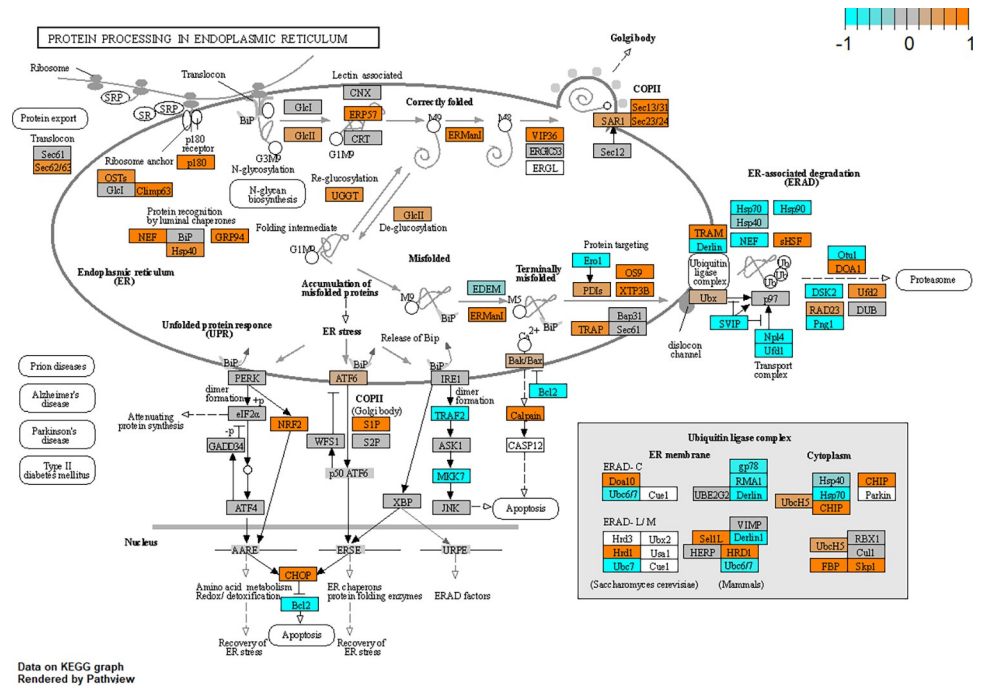 -1 0 1
PROTEIN PROCESSING IN ENDOPLASMIC RETICULUM
Golgi body
Ribosome
Translocon
Lectin associated
COPII
SRP
SR
SRP
BiP
GlcI
GlcII
CNX
ERP57
CRT
Correctly folded
M9
M8
ERManI
VIP36
ERGIC53
ERGL
SAR1
Sec13/31
Sec23/24
Sec12
Protein export
Translocon
Sec61
Sec62/63
p180
receptor
Ribosome anchor
p180
G3M9
N-glycosylation
G1M9
OSTs
GlcI
Climp63
N-glycan
biosynthesis
Re-glucosylation
UGGT
GlcII
De-glucosylation
ER-associated degradation
(ERAD)
Hsp70
Hsp90
Hsp40
NEF
sHSF
TRAM
Derlin
Protein recognition
by luminal chaperones
NEF
BiP
GRP94
Hsp40
Folding intermediate
G1M9
Protein targeting
Ero1
OS9
PDIs
XTP3B
Ubiquitin
ligase
complex
Ub
Ub
Ub
Otu1
DOA1
Proteasome
Endoplasmic reticulum
(ER)
Misfolded
Accumulation of
misfolded proteins
Terminally
misfolded
M9
BiP
EDEM
ERManI
M5
BiP
TRAP
Bap31
Sec61
Ubx
p97
DSK2
Ufd2
RAD23
DUB
Png1
SVIP
Npl4
Ufd1
Transport
complex
dislocon
channel
Unfolded protein responce
(UPR)
ER stress
Release of Bip
Ca 2+
Prion diseases
Alzheimer's
disease
Parkinson's
disease
Type II
diabetes mellitus
BiP
BiP
BiP
PERK
ATF6
IRE1
Bak/Bax
Bcl2
dimer
formation
+p
Attenuating
protein synthesis
eIF2α
NRF2
-p
GADD34
ATF4
COPII
(Golgi body)
S1P
S2P
WFS1
p50 ATF6
dimer
formation
TRAF2
ASK1
MKK7
JNK
XBP
Calpain
CASP12
Apoptosis
Nucleus
AARE
ERSE
URPE
CHOP
Bcl2
Amino acid metabolism
Redox/ detoxification
ER chaperons
protein folding enzymes
ERAD factors
Apoptosis
Recovery of
ER stress
Recovery of
ER stress
Ubiquitin ligase complex
ER membrane
Cytoplasm
ERAD- C
Doa10
Ubc6/7
Cue1
gp78
RMA1
UBE2G2
Derlin
Hsp40
UbcH5
Hsp70
CHIP
CHIP
Parkin
ERAD- L/ M
Hrd3
Ubx2
Hrd1
Usa1
Ubc7
Cue1
VIMP
Sel1L
Derlin1
HERP
HRD1
Ubc6/7
UbcH5
RBX1
Cul1
FBP
Skp1
(Saccharomyces cerevisiae)
(Mammals)
Data on KEGG graph
Rendered by Pathview